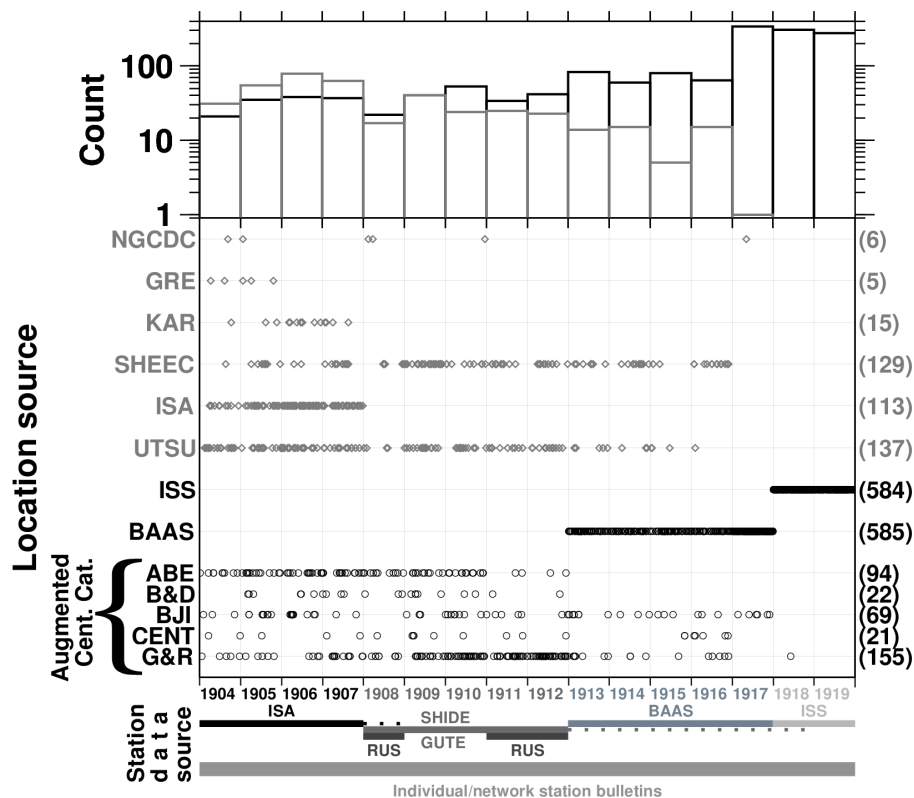 Count
100
10
1
Location source
NGCDC (6)
GRE (5)
KAR (15)
SHEEC (129)
ISA (113)
UTSU (137)
ISS (584)
BAAS (585)
Augmented
Cent. Cat.
{
ABE (94)
B&D (22)
BJI (69)
CENT (21)
G&R (155)
1904 1905 1906 1907 1908 1909 1910 1911 1912 1913 1914 1915 1916 1917 1918 1919
Station
data
source
ISA BAAS ISS
SHIDE
GUTE
RUS RUS
Individual/network station bulletins